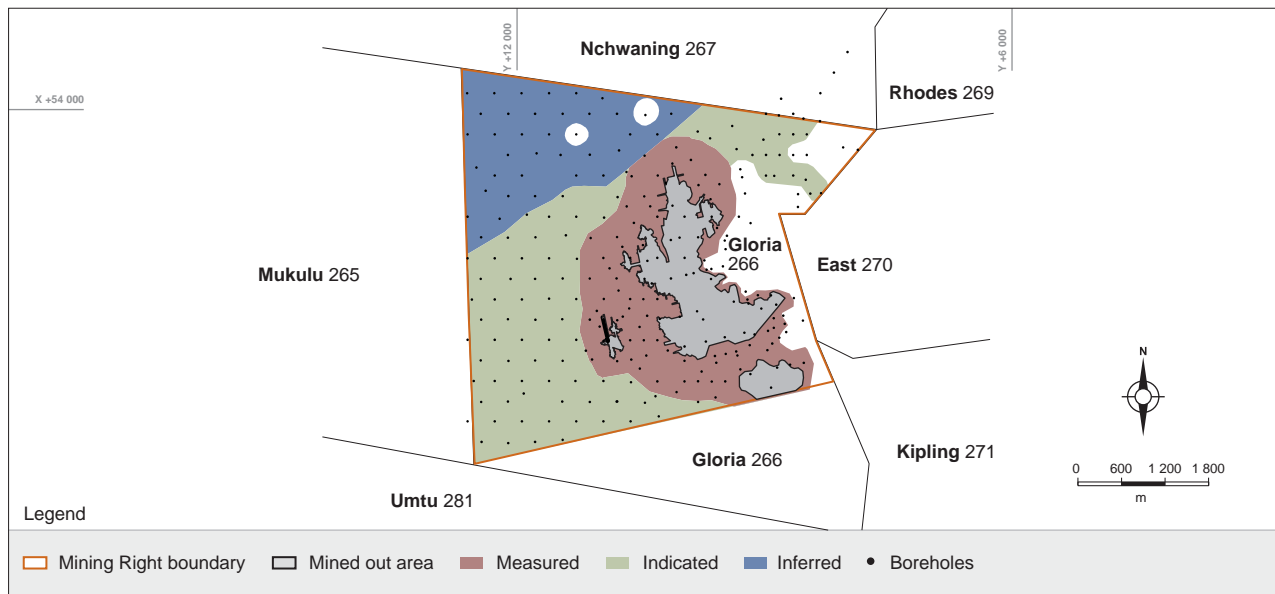 Y +12 000
Y +6 000
Nchwaning 267
X +54 000
Rhodes 269
Gloria
266
East 270
Mukulu 265
N
Gloria 266
Kipling 271
0 600 1 200 1 800
m
Umtu 281
Legend
Mining Right boundary Mined out area Measured Indicated Inferred Boreholes